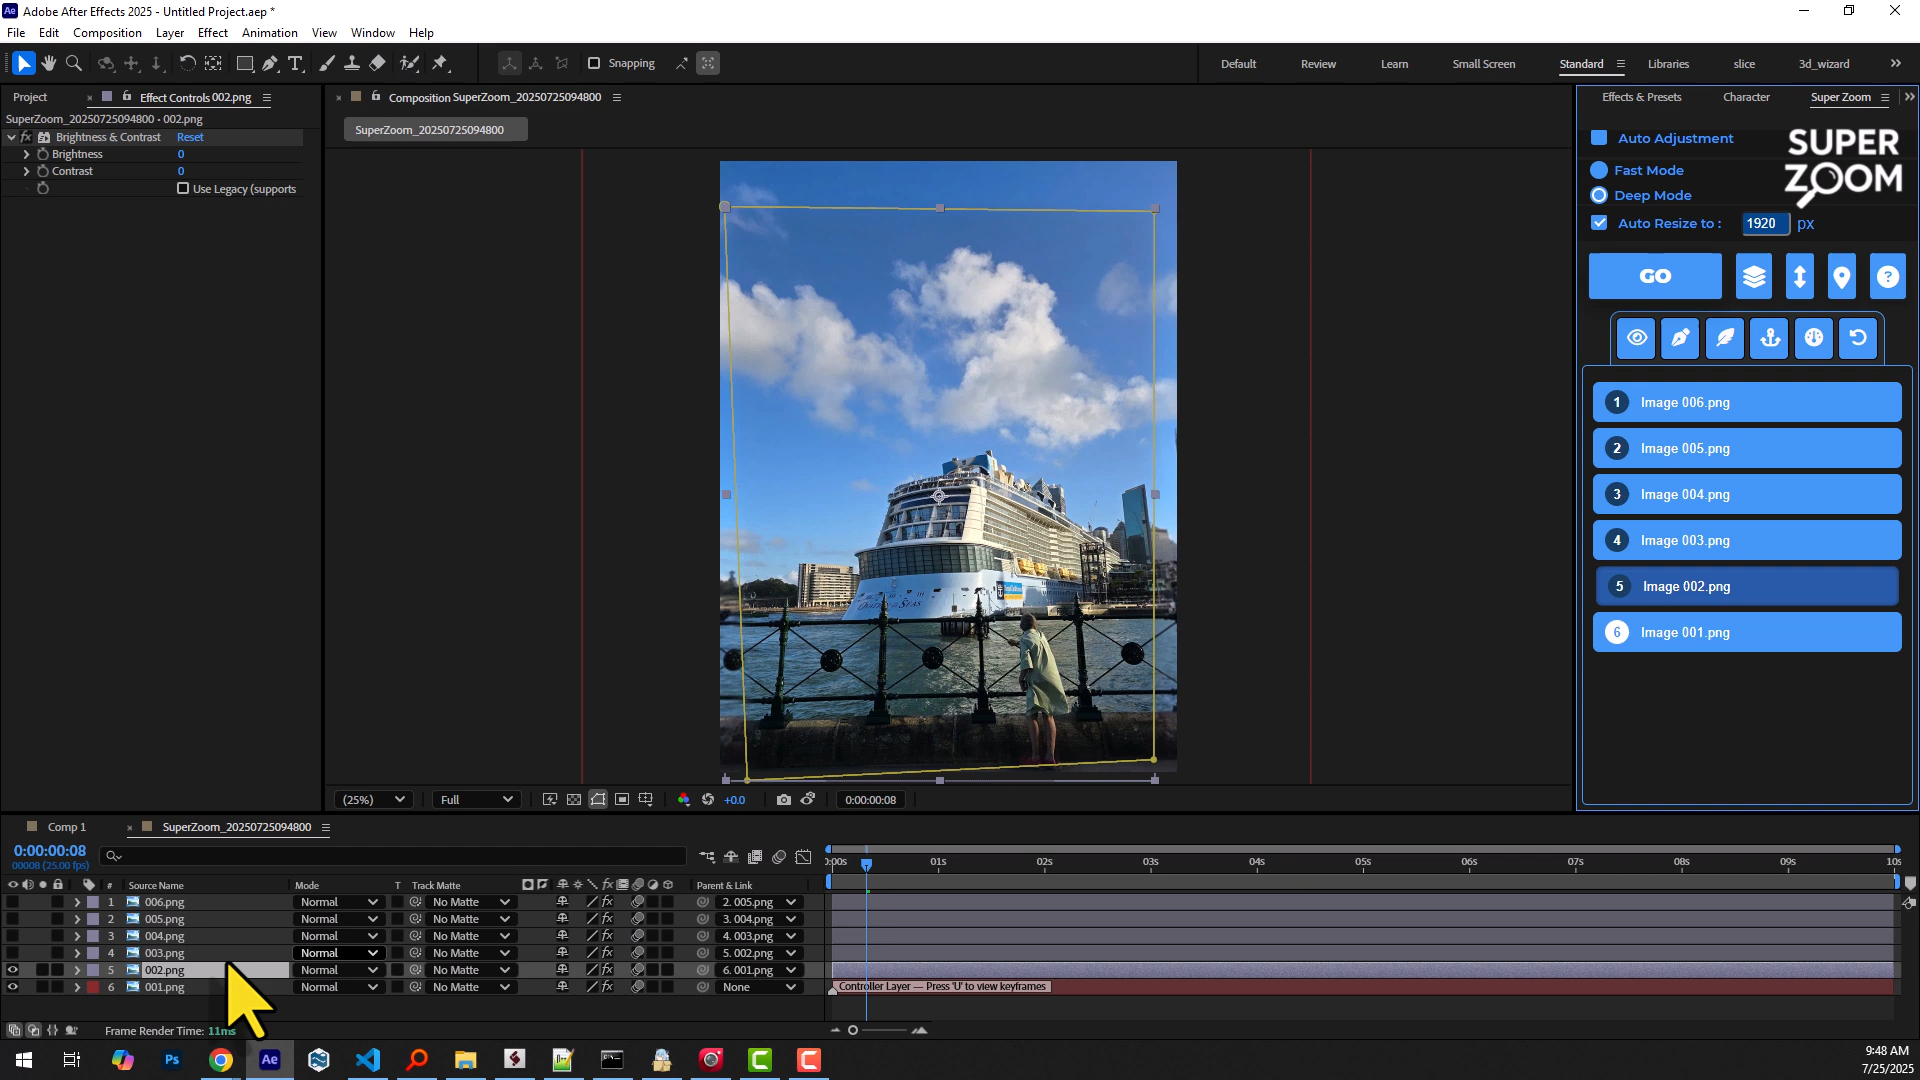 Adobe After Effects 2025 - Untitled Project.aep *
File Edit Composition Layer Effect Animation View Window Help
Snapping
Default Review Learn Small Screen Standard Libraries slice 3d_wizard
Project Effect Controls 002.png
SuperZoom_20250725094800 • 002.png
Brightness & Contrast Reset
Brightness 0
Contrast 0
Use Legacy (supports
Composition SuperZoom_20250725094800
SuperZoom_20250725094800
(25%) Full +0.0 0:00:00:08
Effects & Presets Character Super Zoom
Auto Adjustment
SUPER
ZOOM
Fast Mode
Deep Mode
Auto Resize to : 1920 px
GO ?
1 Image 006.png
2 Image 005.png
3 Image 004.png
4 Image 003.png
5 Image 002.png
6 Image 001.png
Comp 1 SuperZoom_20250725094800
0:00:00:08
00008 (25.00 fps)
01s 02s 03s 04s 05s 06s 07s 08s 09s 10s
# Source Name Mode T Track Matte Parent & Link
1 006.png Normal No Matte 2. 005.png
2 005.png Normal No Matte 3. 004.png
3 004.png Normal No Matte 4. 003.png
4 003.png Normal No Matte 5. 002.png
5 002.png Normal No Matte 6. 001.png
6 001.png Normal No Matte None
Controller Layer — Press 'U' to view keyframes
Frame Render Time: 11ms
9:48 AM
7/25/2025